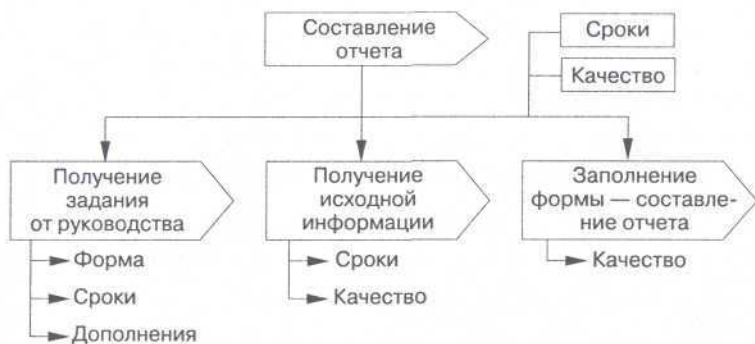 Составление
отчета
Сроки
Качество
Получение
задания
от руководства
Форма
Сроки
Дополнения
Получение
исходной
информации
Сроки
Качество
Заполнение
формы — составле-
ние отчета
Качество